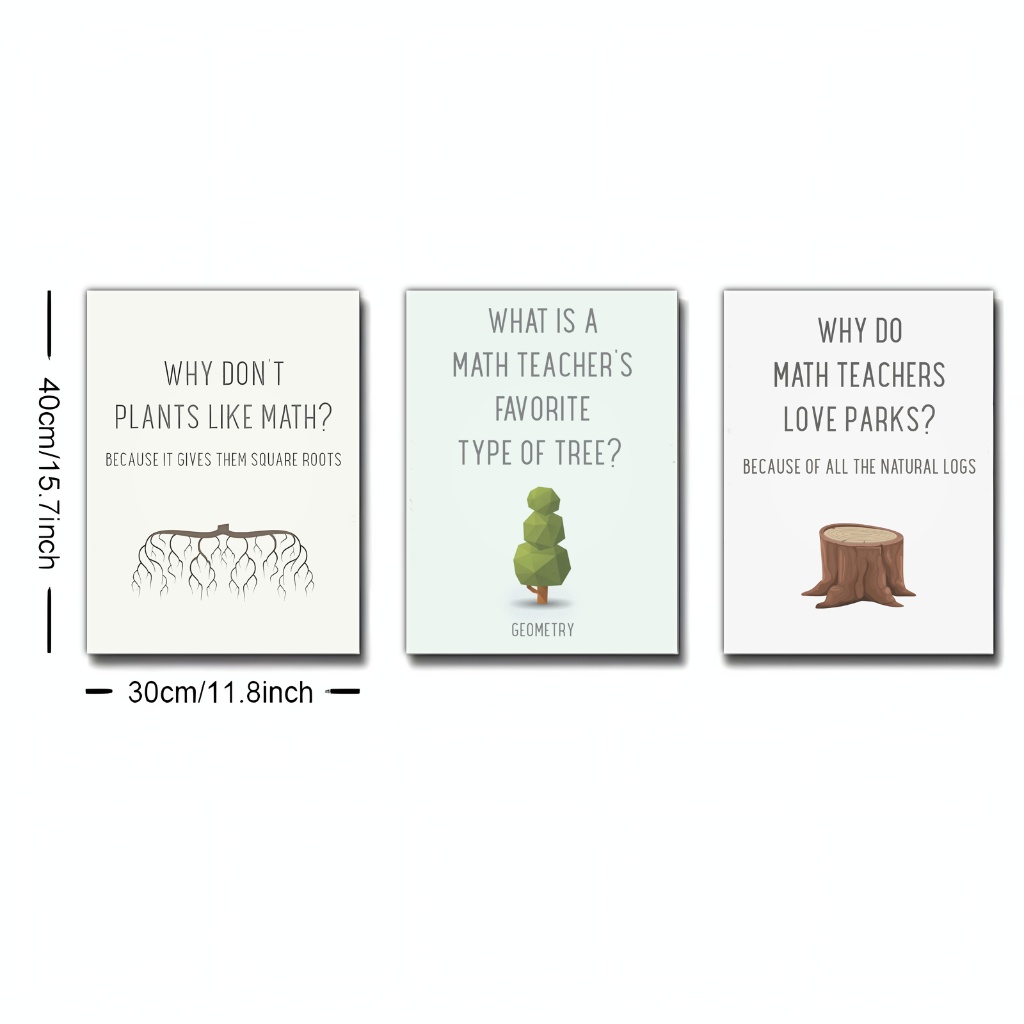 WHY DON'T
PLANTS LIKE MATH?
BECAUSE IT GIVES THEM SQUARE ROOTS
WHAT IS A
MATH TEACHER'S
FAVORITE
TYPE OF TREE?
GEOMETRY
WHY DO
MATH TEACHERS
LOVE PARKS?
BECAUSE OF ALL THE NATURAL LOGS
40cm/15.7inch
30cm/11.8inch